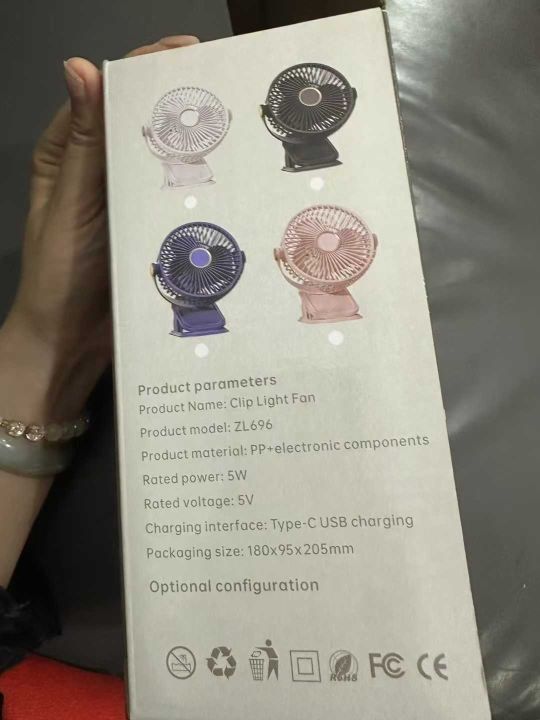 Product parameters
Product Name: Clip Light Fan
Product model: ZL696
Product material: PP+electronic components
Rated power: 5W
Rated voltage: 5V
Charging interface: Type-C USB charging
Packaging size: 180x95x205mm
Optional configuration
RoHS FC CE